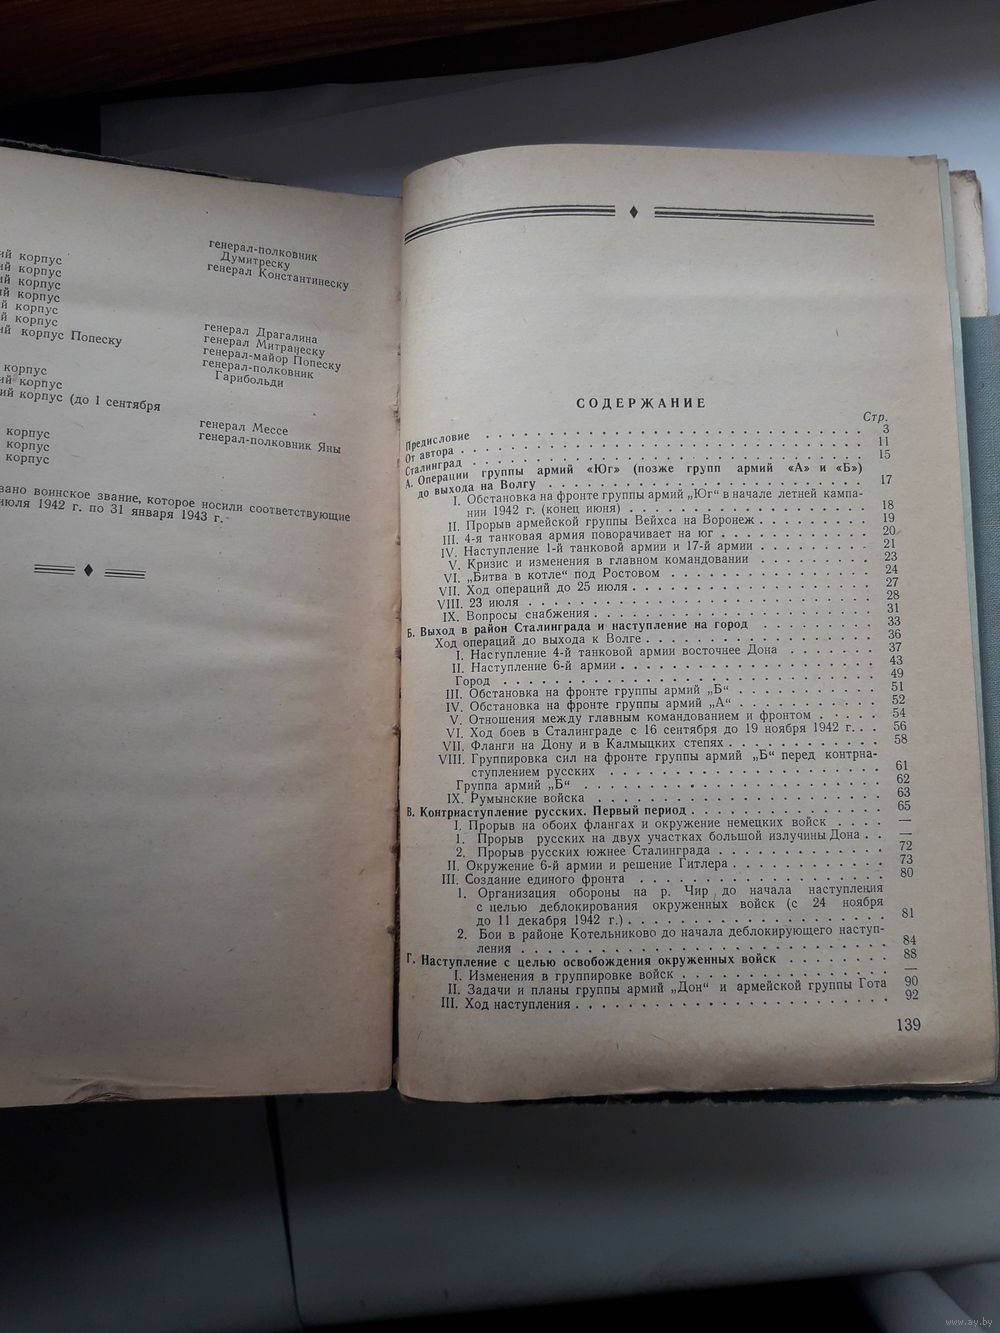 ий корпус
ий корпус
ий корпус
й корпус
й корпус
й корпус
ий корпус Попеску
корпус
ий корпус
ий корпус (до 1 сентября
корпус
корпус
корпус
генерал-полковник
Думитреску
генерал Константинеску
генерал Драгалина
генерал Митранеску
генерал-майор Попеску
генерал-полковник
Гарибольди
генерал Мессе
генерал-полковник Яны
зано воинское звание, которое носили соответствующие
июля 1942 г. по 31 января 1943 г.
СОДЕРЖАНИЕ
Стр.
Предисловие . . . 3
От автора . . . 11
Сталинград . . . 15
А. Операции группы армий «Юг» (позже групп армий «А» и «Б»)
до выхода на Волгу . . . 17
I. Обстановка на фронте группы армий „Юг“ в начале летней кампа-
нии 1942 г. (конец июня) . . . 18
II. Прорыв армейской группы Вейхса на Воронеж . . . 19
III. 4-я танковая армия поворачивает на юг . . . 20
IV. Наступление 1-й танковой армии и 17-й армии . . . 21
V. Кризис и изменения в главном командовании . . . 23
VI. „Битва в котле“ под Ростовом . . . 24
VII. Ход операций до 25 июля . . . 27
VIII. 23 июля . . . 28
IX. Вопросы снабжения . . . 31
Б. Выход в район Сталинграда и наступление на город . . . 33
Ход операций до выхода к Волге . . . 36
I. Наступление 4-й танковой армии восточнее Дона . . . 37
II. Наступление 6-й армии . . . 43
Город . . . 49
III. Обстановка на фронте группы армий „Б“ . . . 51
IV. Обстановка на фронте группы армий „А“ . . . 52
V. Отношения между главным командованием и фронтом . . . 54
VI. Ход боев в Сталинграде с 16 сентября до 19 ноября 1942 г. . . 56
VII. Фланги на Дону и в Калмыцких степях . . . 58
VIII. Группировка сил на фронте группы армий „Б“ перед контрна-
ступлением русских . . . 61
Группа армий „Б“ . . . 62
IX. Румынские войска . . . 63
В. Контрнаступление русских. Первый период . . . 65
I. Прорыв на обоих флангах и окружение немецких войск . . . —
1. Прорыв русских на двух участках большой излучины Дона . . —
2. Прорыв русских южнее Сталинграда . . . 72
II. Окружение 6-й армии и решение Гитлера . . . 73
III. Создание единого фронта . . . 80
1. Организация обороны на р. Чир до начала наступления
с целью деблокирования окруженных войск (с 24 ноября
до 11 декабря 1942 г.) . . . 81
2. Бои в районе Котельниково до начала деблокирующего наступ-
ления . . . 84
Г. Наступление с целью освобождения окруженных войск . . . 88
I. Изменения в группировке войск . . . —
II. Задачи и планы группы армий „Дон“ и армейской группы Гота 90
III. Ход наступления . . . 92
139
www.ay.by